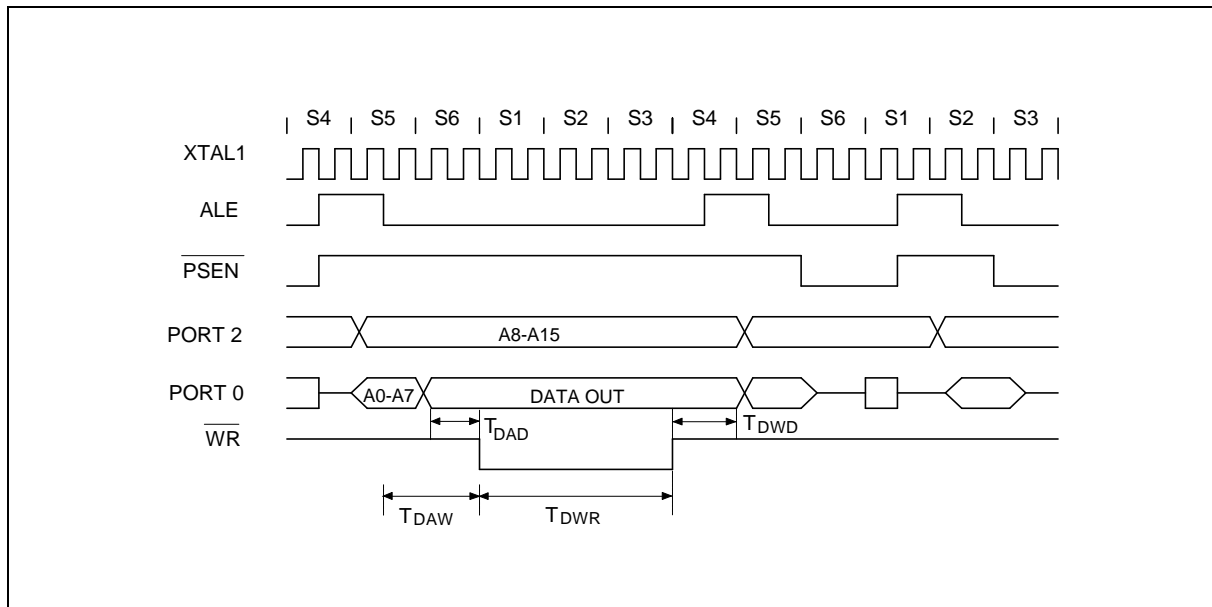 S4 S5 S6 S1 S2 S3 S4 S5 S6 S1 S2 S3
XTAL1
ALE
PSEN
PORT 2 A8-A15
PORT 0 A0-A7 DATA OUT
WR TDAD TDWD
TDAW TDWR